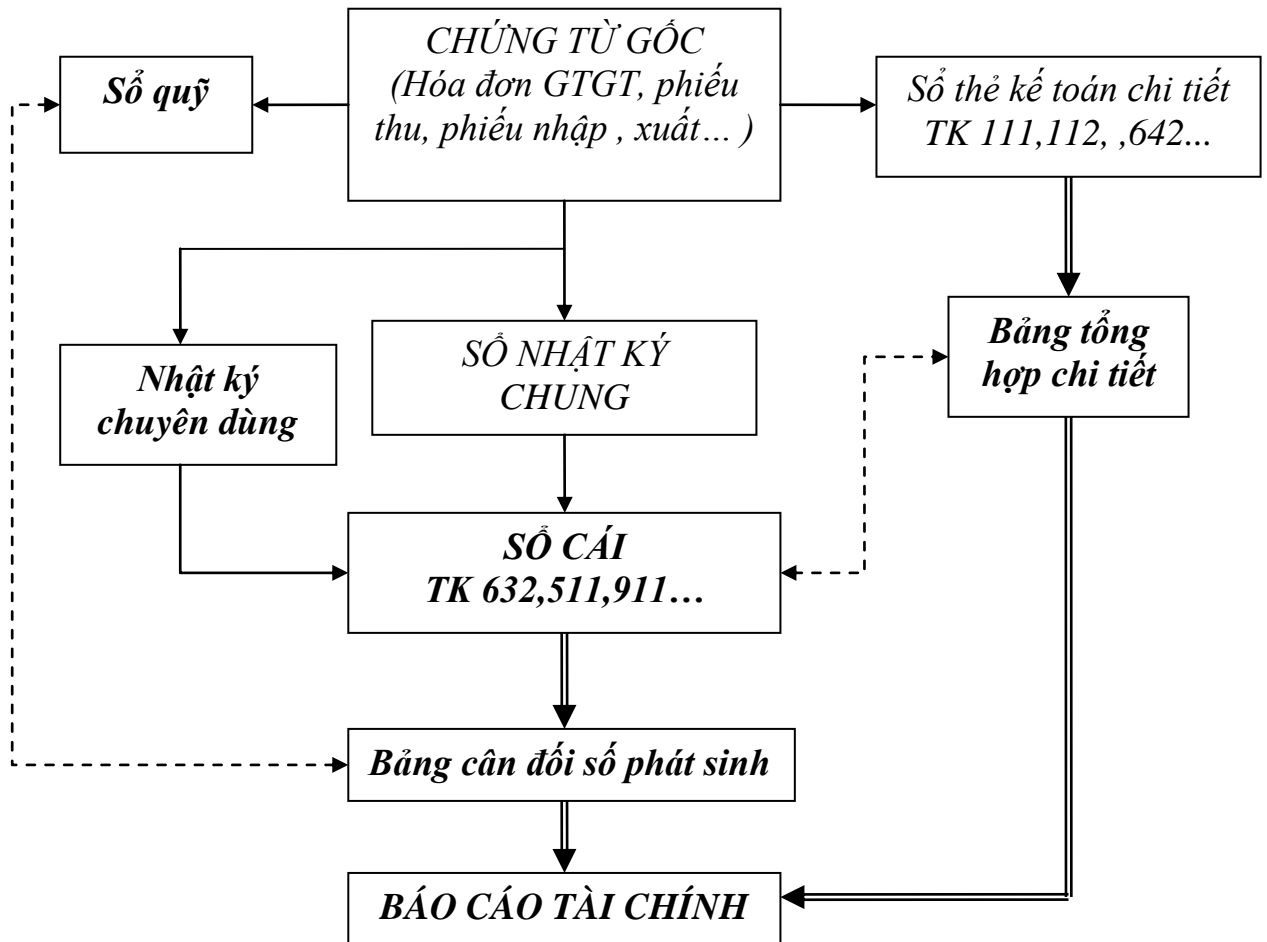 CHỨNG TỪ GỐC
(Hóa đơn GTGT, phiếu
thu, phiếu nhập , xuất… )
Sổ quỹ
Sổ thẻ kế toán chi tiết
TK 111,112, ,642...
Nhật ký
chuyên dùng
SỔ NHẬT KÝ
CHUNG
Bảng tổng
hợp chi tiết
SỔ CÁI
TK 632,511,911…
Bảng cân đối số phát sinh
BÁO CÁO TÀI CHÍNH